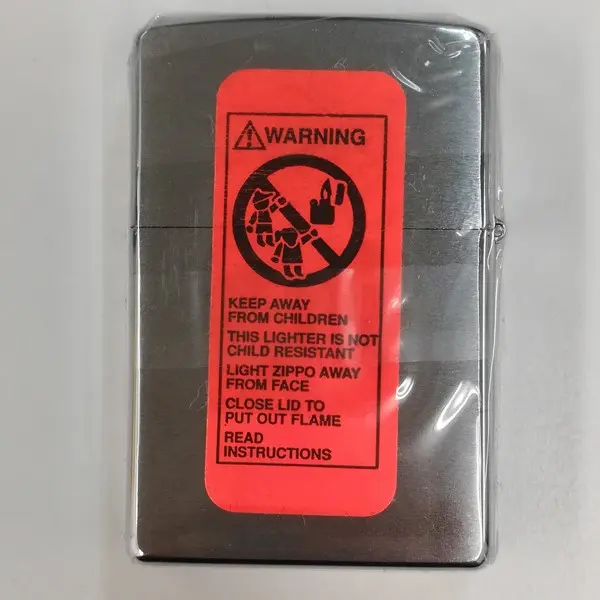 WARNING
KEEP AWAY
FROM CHILDREN
THIS LIGHTER IS NOT
CHILD RESISTANT
LIGHT ZIPPO AWAY
FROM FACE
CLOSE LID TO
PUT OUT FLAME
READ
INSTRUCTIONS